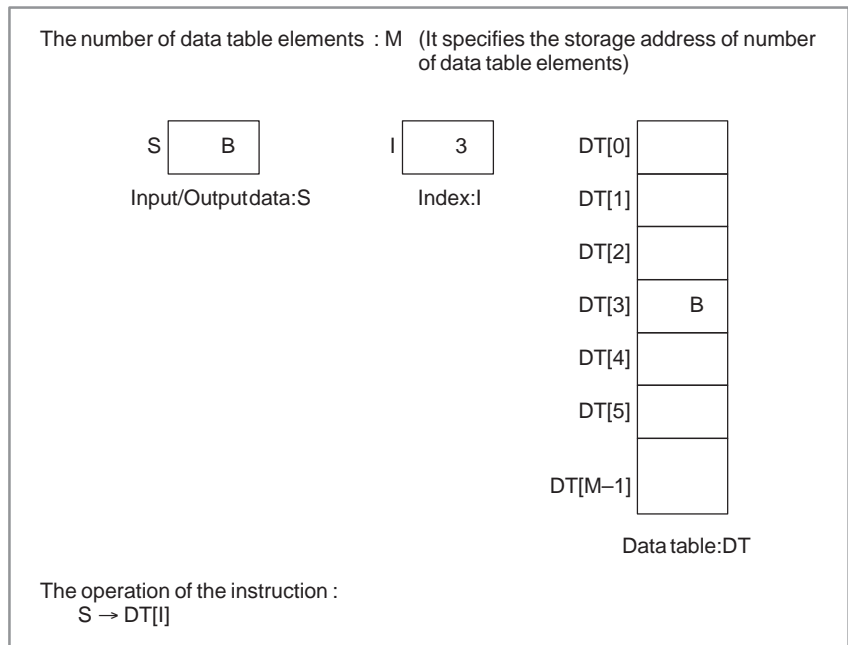 The number of data table elements : M (It specifies the storage address of number
of data table elements)
S B
I 3
Input/Output data:S
Index:I
DT[0]
DT[1]
DT[2]
DT[3] B
DT[4]
DT[5]
DT[M–1]
Data table:DT
The operation of the instruction :
S → DT[I]